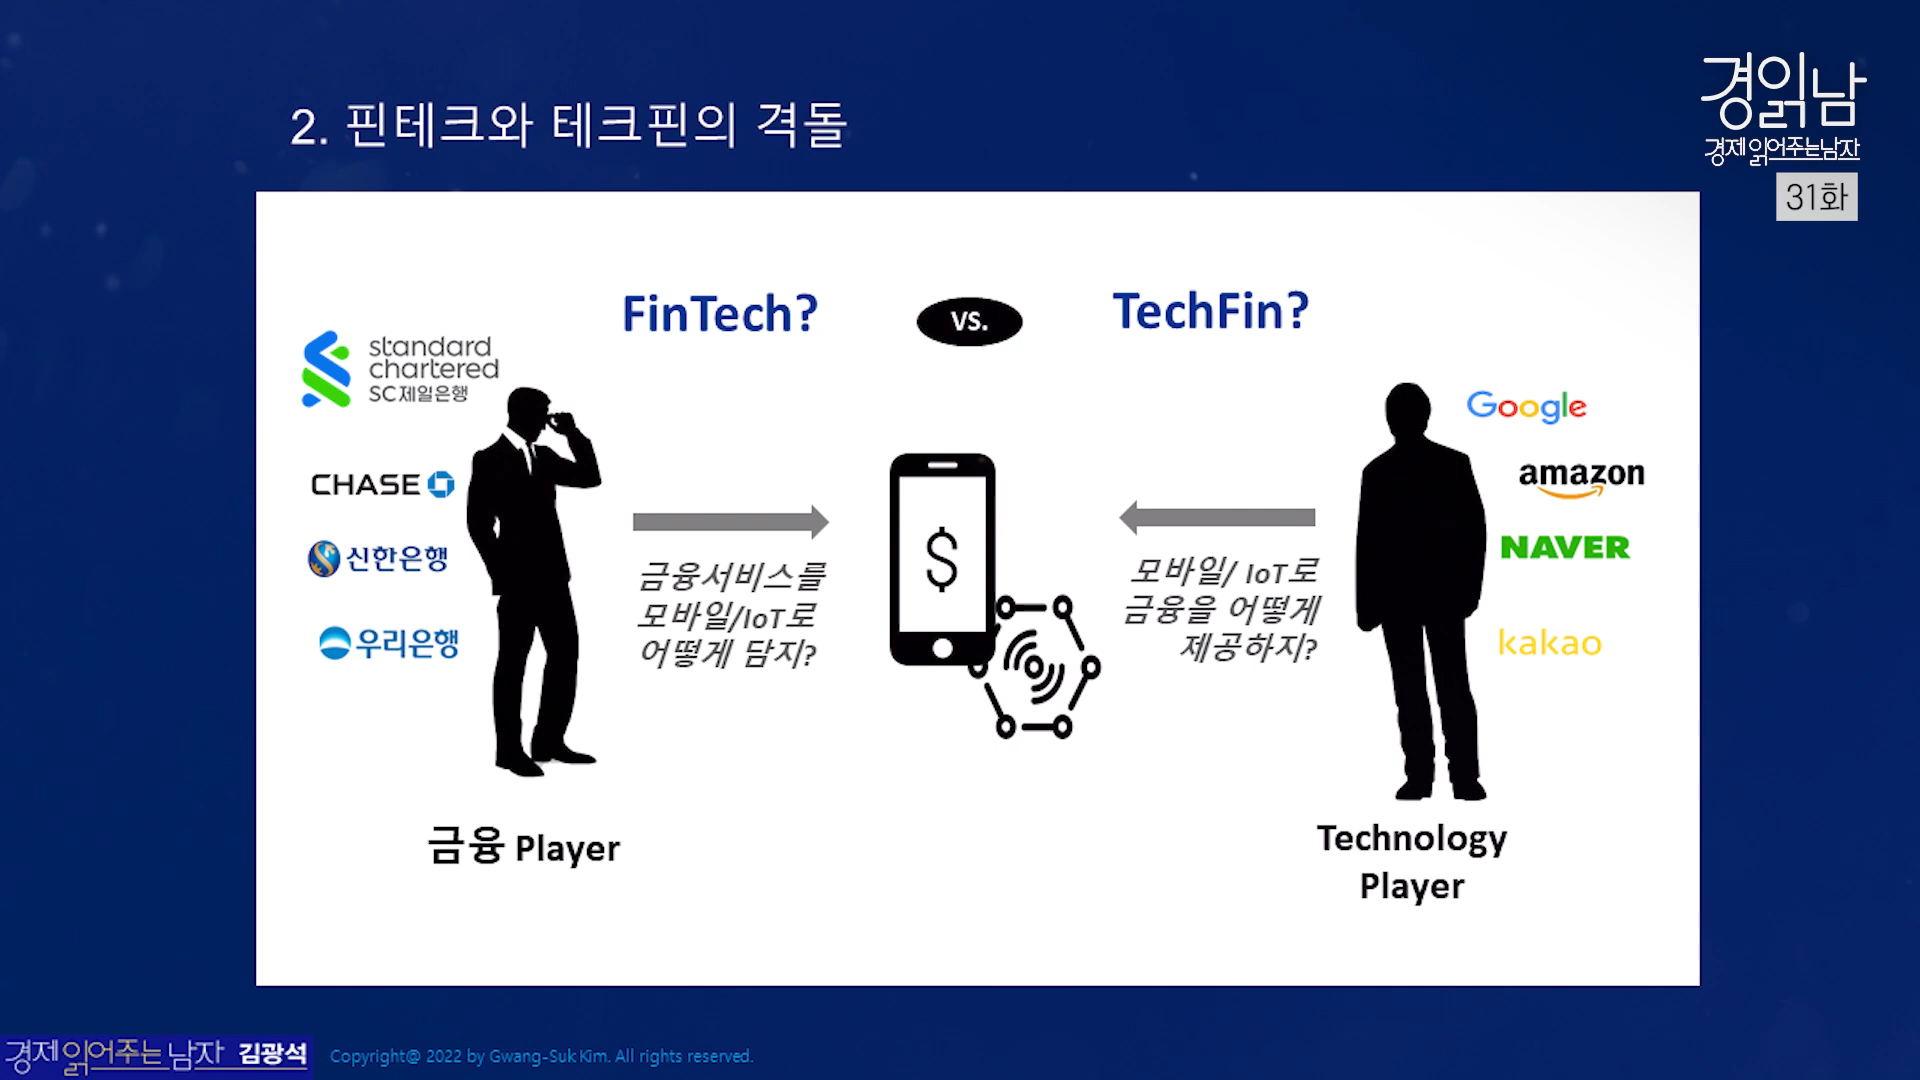 경읽남
경제 읽어주는남자
31화
2. 핀테크와 테크핀의 격돌
FinTech?
VS.
TechFin?
standard
chartered
SC제일은행
CHASE
신한은행
우리은행
금융서비스를
모바일/IoT로
어떻게 담지?
$
모바일/ IoT로
금융을 어떻게
제공하지?
Google
amazon
NAVER
kakao
금융 Player
Technology
Player
경제 읽어주는 남자 김광석
Copyright@ 2022 by Gwang-Suk Kim. All rights reserved.